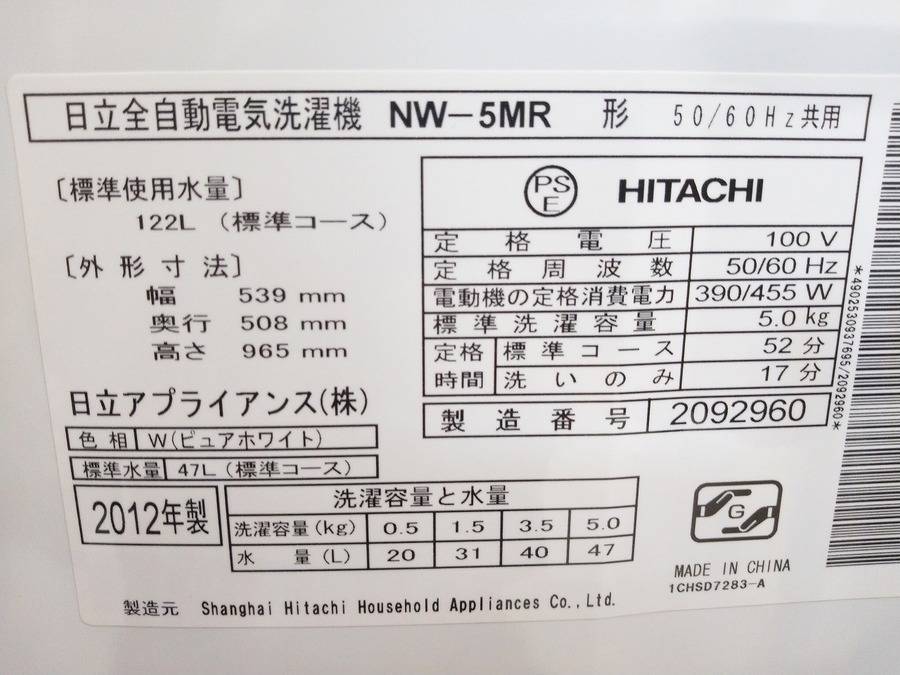 日立全自動電気洗濯機 NW-5MR 形 50/60Hz共用
〔標準使用水量〕
122L (標準コース)
〔外形寸法〕
幅 539 mm
奥行 508 mm
高さ 965 mm
日立アプライアンス(株)
色相 W(ピュアホワイト)
標準水量 47L (標準コース)
2012年製
PS E HITACHI
定格電圧 100 V
定格周波数 50/60 Hz
電動機の定格消費電力 390/455 W
標準洗濯容量 5.0 kg
定格時間 標準コース 52 分
洗いのみ 17 分
製造番号 2092960
*4902530937695/2092960*
洗濯容量と水量
洗濯容量(kg) 0.5 1.5 3.5 5.0
水 量 (L) 20 31 40 47
G
MADE IN CHINA
1CHSD7283-A
製造元 Shanghai Hitachi Household Appliances Co.,Ltd.